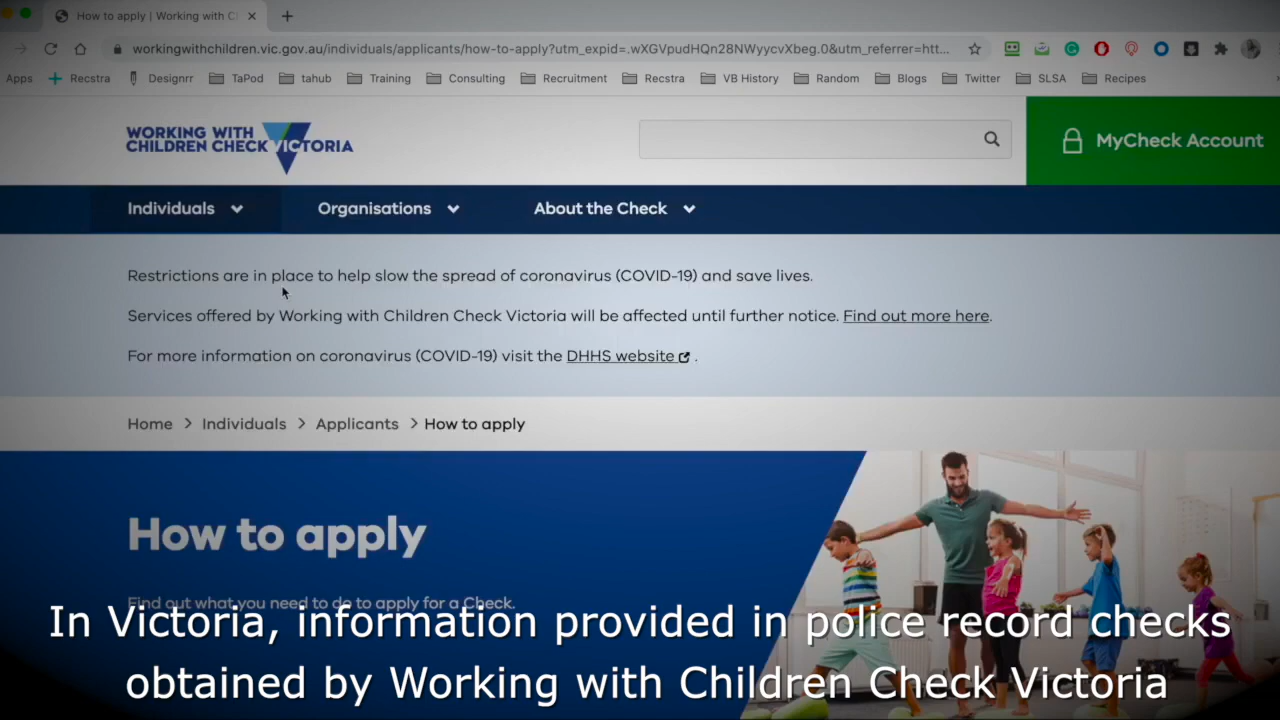 How to apply | Working with C
workingwithchildren.vic.gov.au/individuals/applicants/how-to-apply?utm_expid=.wXGVpudHQn28NWyycvXbeg.0&utm_referrer=htt...
Apps Recstra Designrr TaPod tahub Training Consulting Recruitment Recstra VB History Random Blogs Twitter SLSA Recipes
WORKING WITH
CHILDREN CHECK VICTORIA
MyCheck Account
Individuals Organisations About the Check
Restrictions are in place to help slow the spread of coronavirus (COVID-19) and save lives.
Services offered by Working with Children Check Victoria will be affected until further notice. Find out more here.
For more information on coronavirus (COVID-19) visit the DHHS website .
Home > Individuals > Applicants > How to apply
How to apply
Find out what you need to do to apply for a Check.
In Victoria, information provided in police record checks
obtained by Working with Children Check Victoria